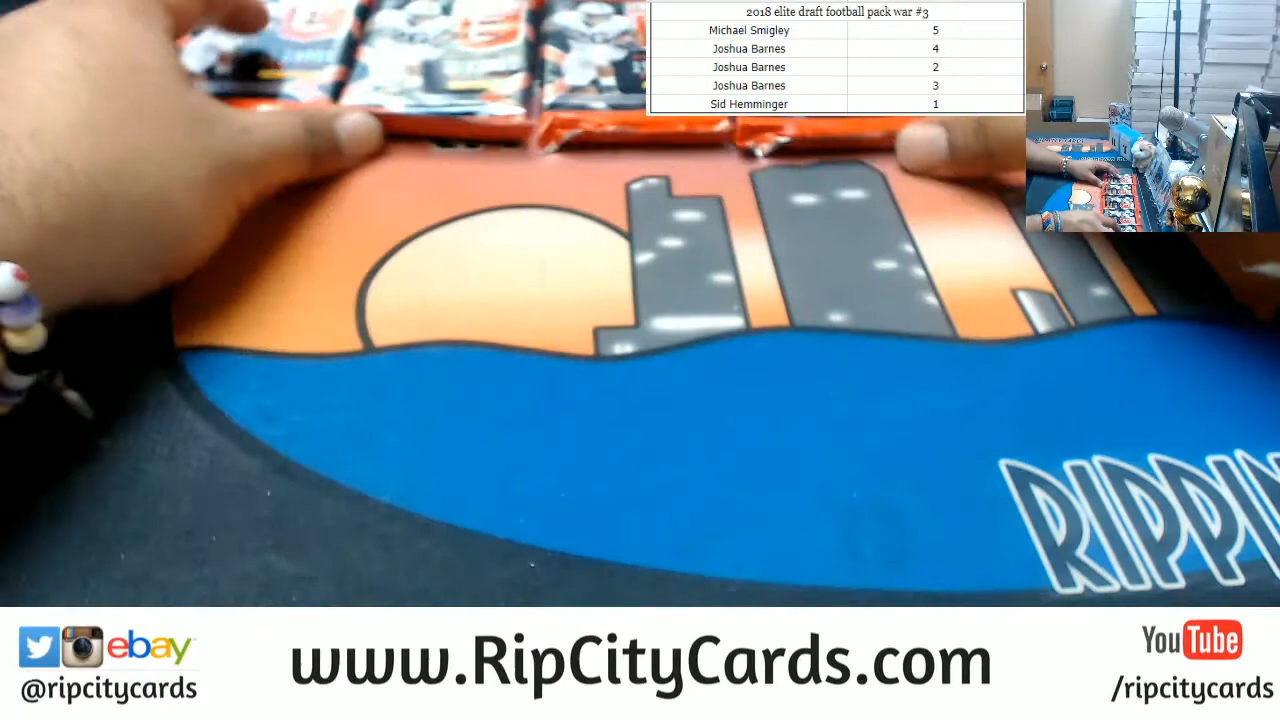 2018 elite draft football pack war #3
Michael Smigley 5
Joshua Barnes 4
Joshua Barnes 2
Joshua Barnes 3
Sid Hemminger 1
RIPPIN
ebay
@ripcitycards
www.RipCityCards.com
YouTube
/ripcitycards